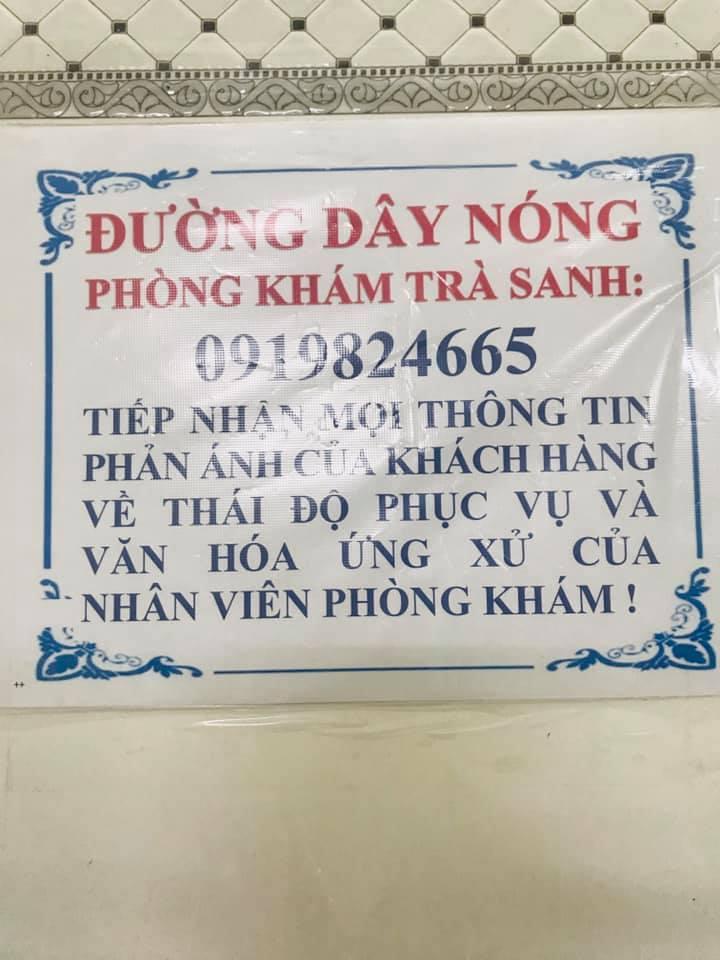 ĐƯỜNG DÂY NÓNG
PHÒNG KHÁM TRÀ SANH:
0919824665
TIẾP NHẬN MỌI THÔNG TIN
PHẢN ÁNH CỦA KHÁCH HÀNG
VỀ THÁI ĐỘ PHỤC VỤ VÀ
VĂN HÓA ỨNG XỬ CỦA
NHÂN VIÊN PHÒNG KHÁM !